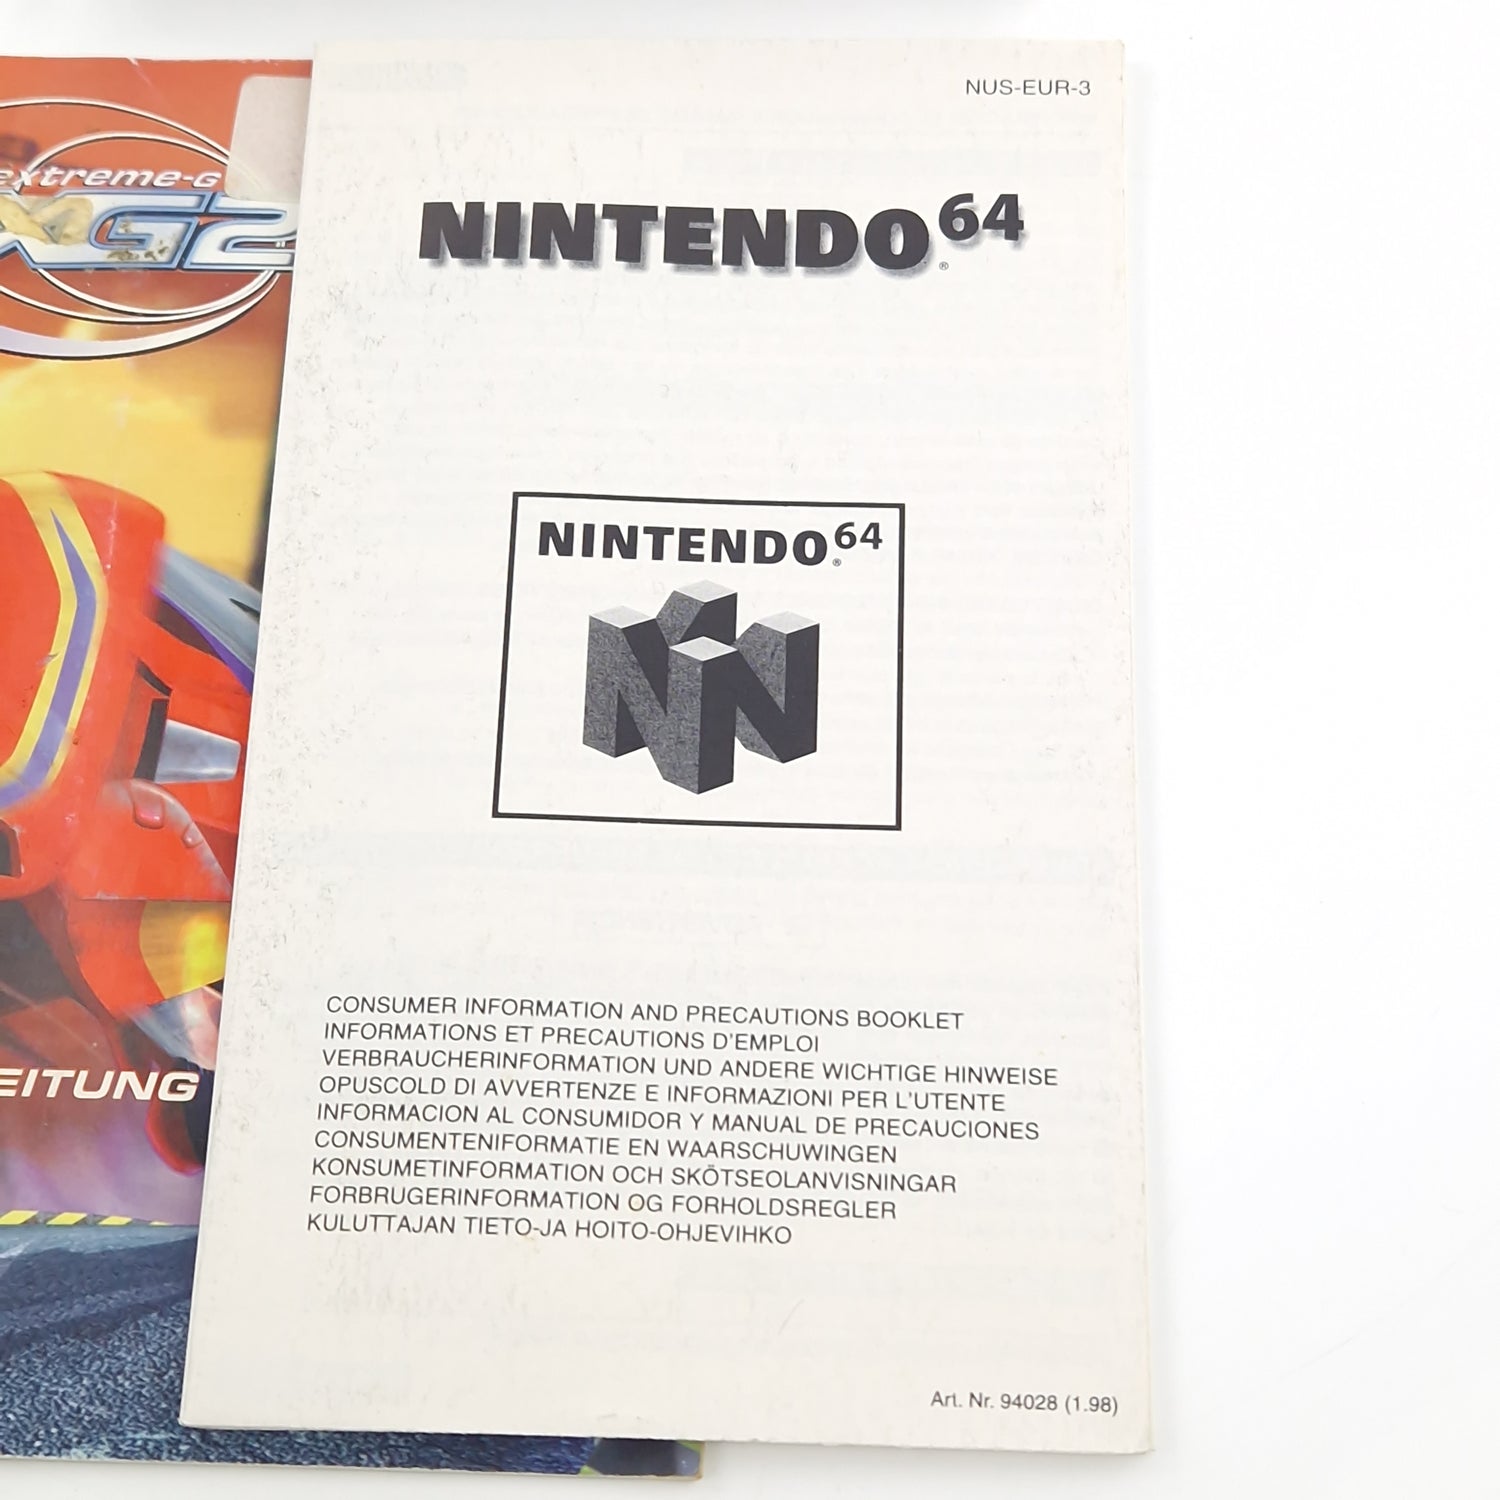 extreme-G
XG2
EITUNG
NUS-EUR-3
NINTENDO64
®
NINTENDO64
®
CONSUMER INFORMATION AND PRECAUTIONS BOOKLET
INFORMATIONS ET PRECAUTIONS D'EMPLOI
VERBRAUCHERINFORMATION UND ANDERE WICHTIGE HINWEISE
OPUSCOLD DI AVVERTENZE E INFORMAZIONI PER L'UTENTE
INFORMACION AL CONSUMIDOR Y MANUAL DE PRECAUCIONES
CONSUMENTENIFORMATIE EN WAARSCHUWINGEN
KONSUMETINFORMATION OCH SKÖTSEOLANVISNINGAR
FORBRUGERINFORMATION OG FORHOLDSREGLER
KULUTTAJAN TIETO-JA HOITO-OHJEVIHKO
Art. Nr. 94028 (1.98)